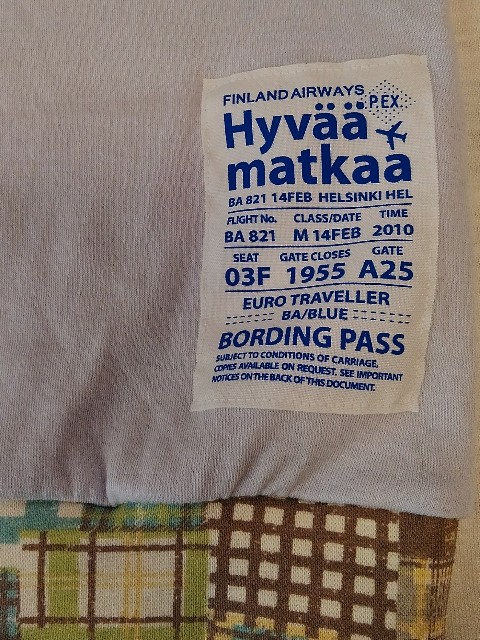 FINLAND AIRWAYS
P.EX.
Hyvää
matkaa
BA 821 14FEB HELSINKI HEL
FLIGHT No. CLASS/DATE TIME
BA 821 M 14FEB 2010
SEAT GATE CLOSES GATE
03F 1955 A25
EURO TRAVELLER
BA/BLUE
BORDING PASS
SUBJECT TO CONDITIONS OF CARRIAGE,
COPIES AVAILABLE ON REQUEST. SEE IMPORTANT
NOTICES ON THE BACK OF THIS DOCUMENT.